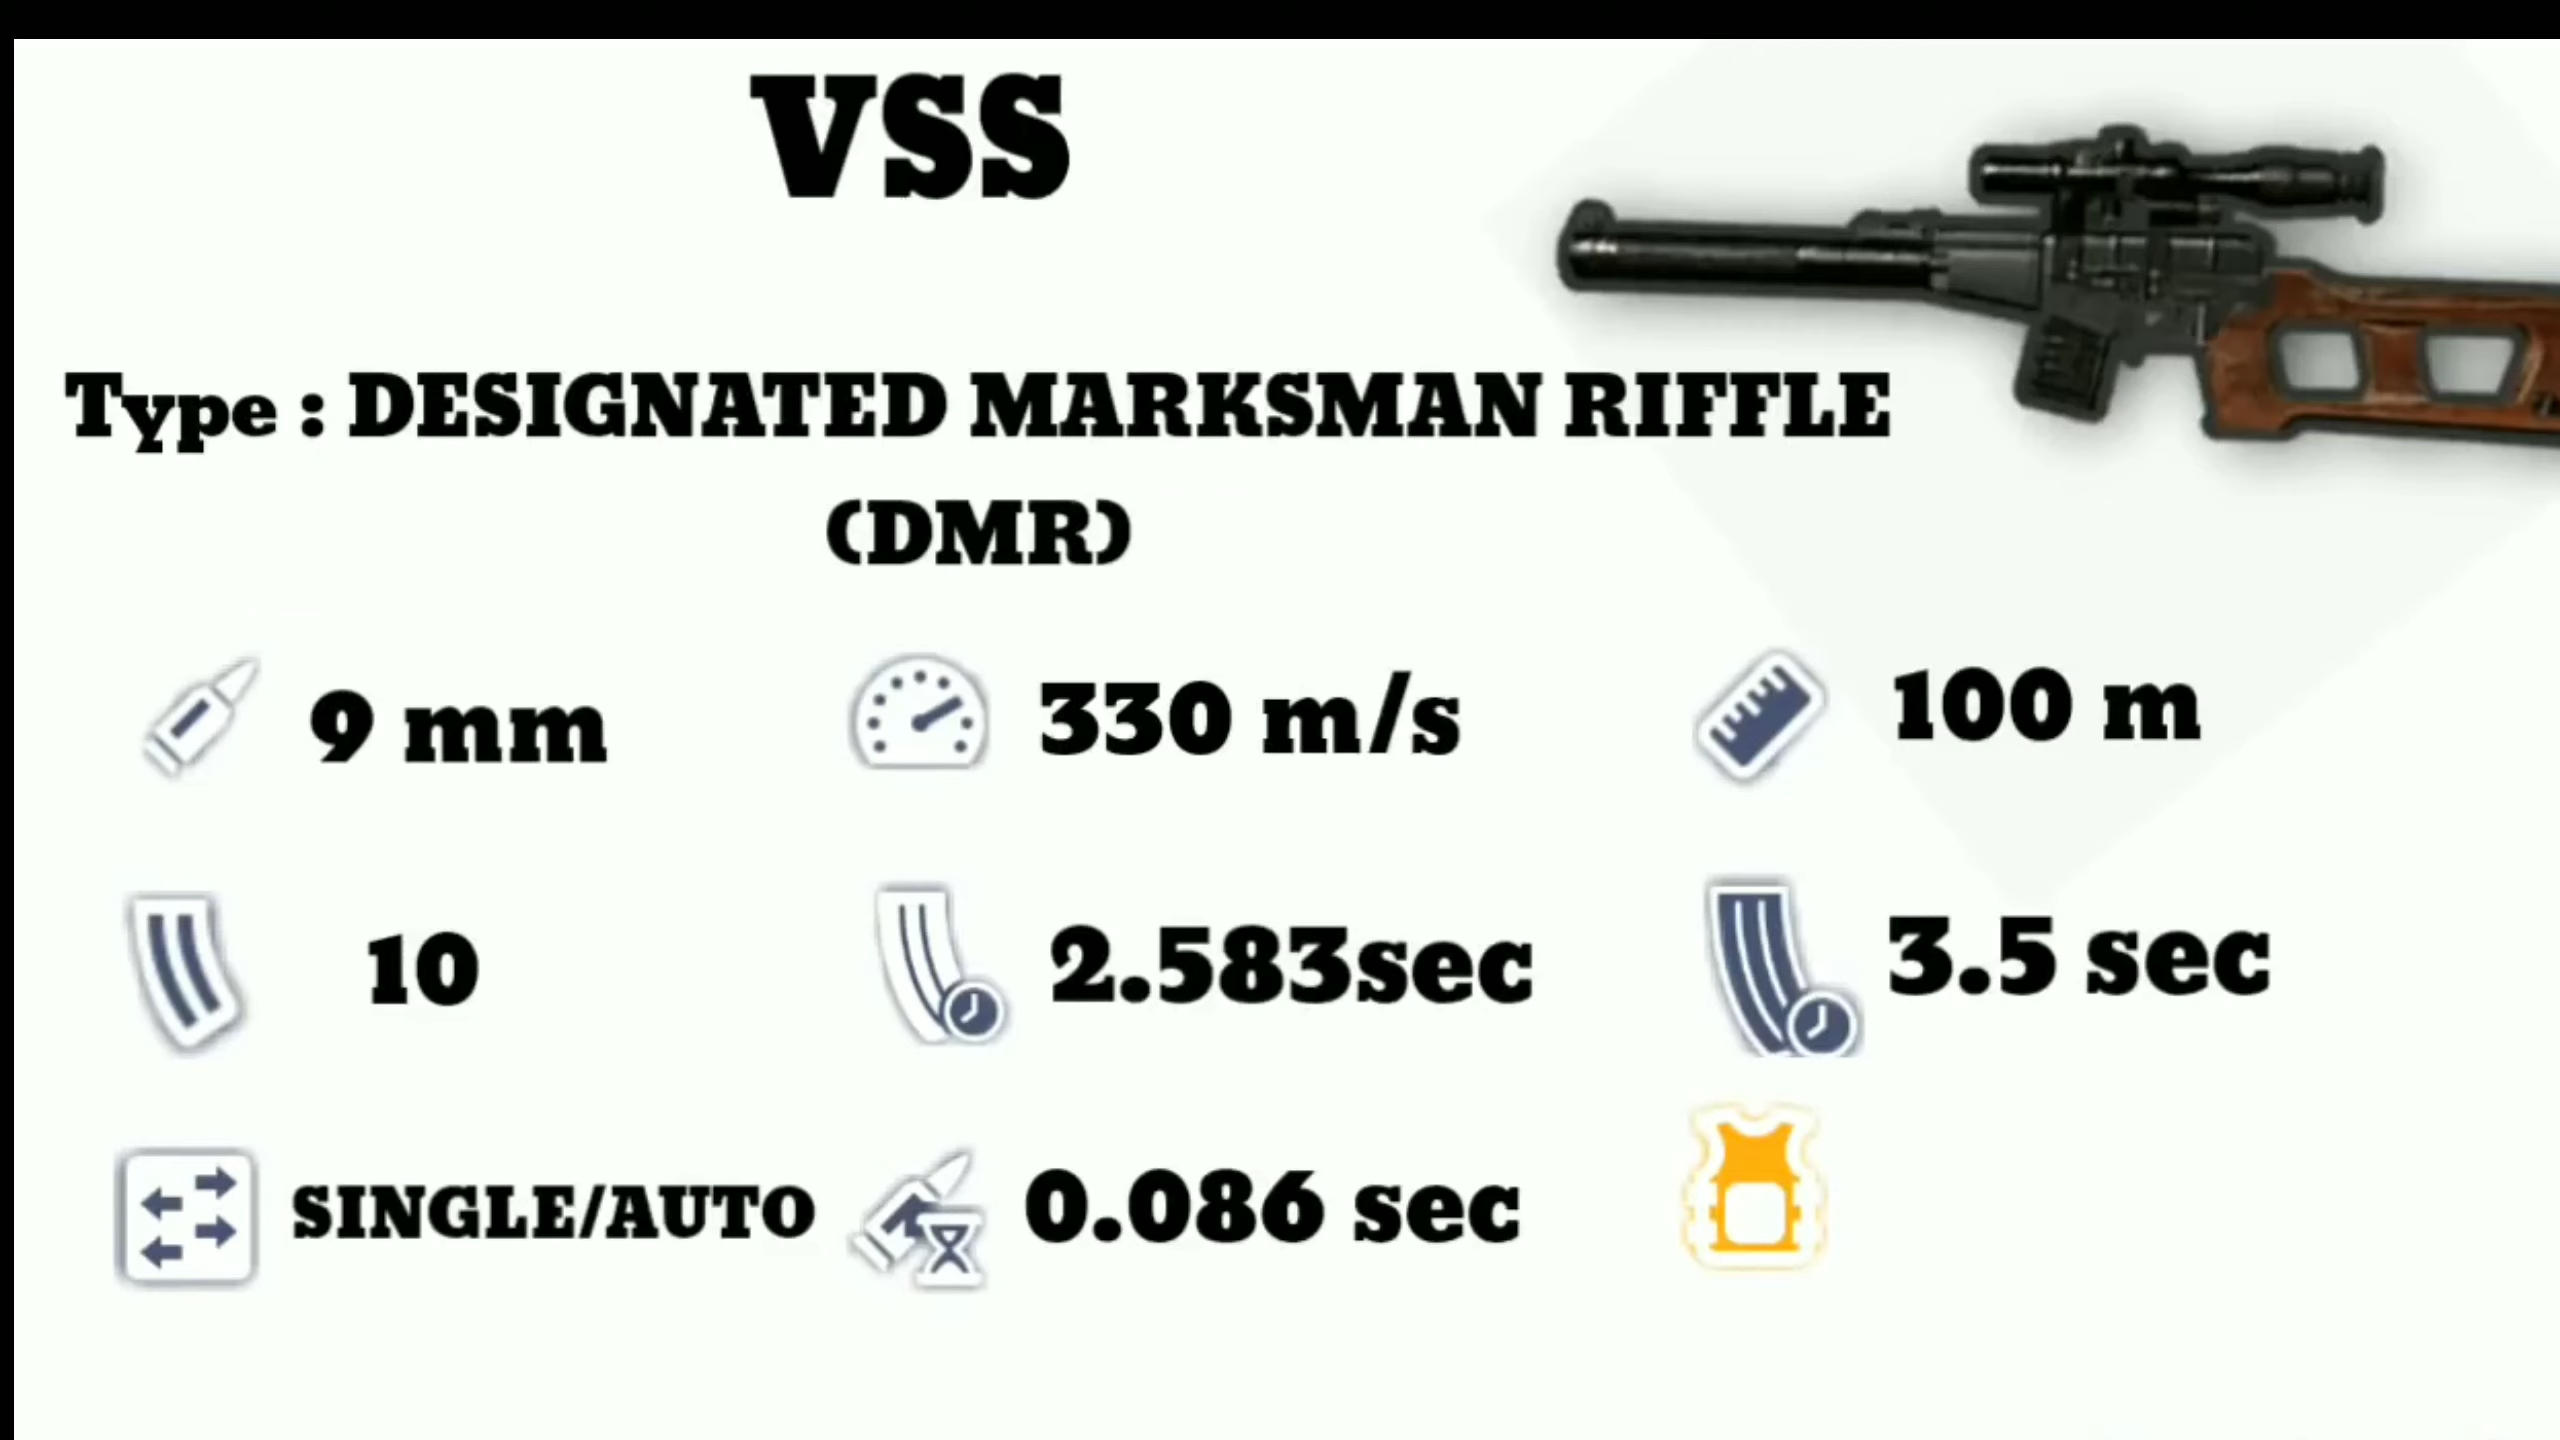 VSS
Type : DESIGNATED MARKSMAN RIFFLE
(DMR)
9 mm
330 m/s
100 m
10
2.583sec
3.5 sec
SINGLE/AUTO
0.086 sec